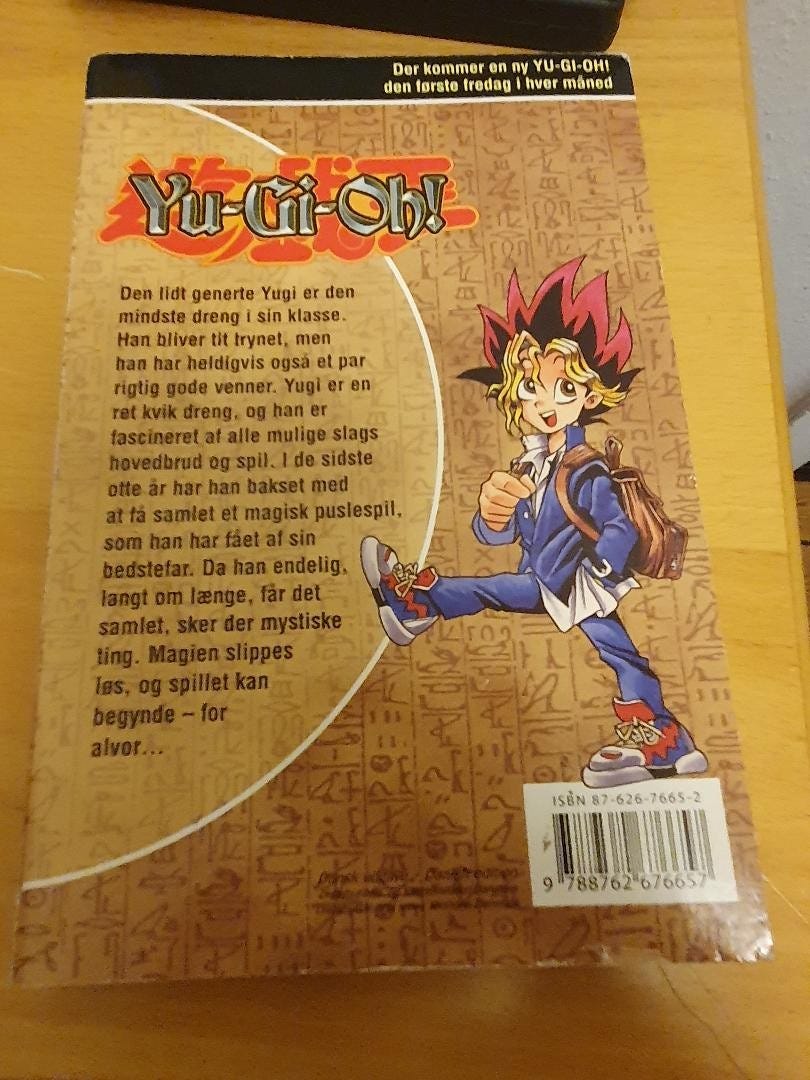 Der kommer en ny YU-GI-OH!
den første fredag i hver måned
遊戯王
Yu-Gi-Oh!
Den lidt generte Yugi er den
mindste dreng i sin klasse.
Han bliver tit trynet, men
han har heldigvis også et par
rigtig gode venner. Yugi er en
ret kvik dreng, og han er
fascineret af alle mulige slags
hovedbrud og spil. I de sidste
otte år har han bakset med
at få samlet et magisk puslespil,
som han har fået af sin
bedstefar. Da han endelig,
langt om længe, får det
samlet, sker der mystiske
ting. Magien slippes
løs, og spillet kan
begynde – for
alvor...
ISBN 87-626-7665-2
9 788762 676657